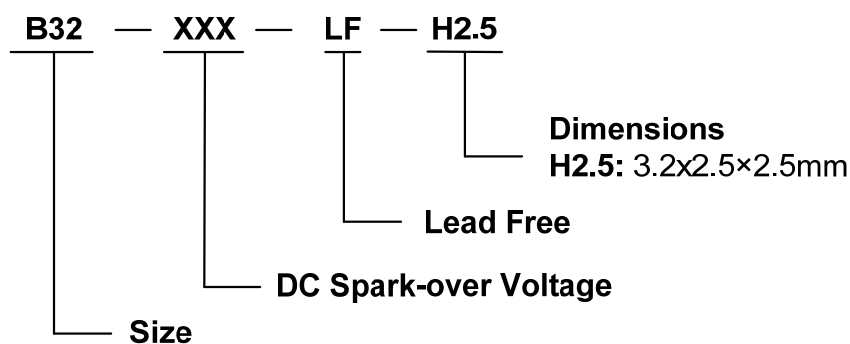 B32 — XXX — LF — H2.5
Dimensions
H2.5: 3.2x2.5×2.5mm
Lead Free
DC Spark-over Voltage
Size